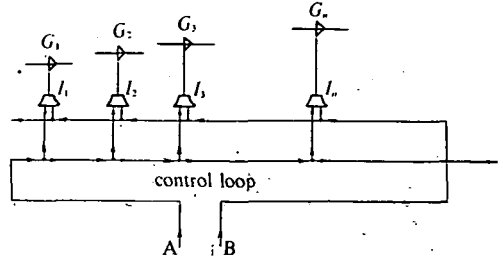 G₁ G₂ G₃ Gₙ
I₁ I₂ I₃ Iₙ
control loop
A B